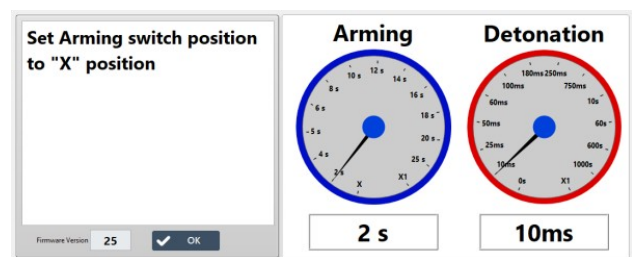 Set Arming switch position
to "X" position
Firmware Version 25 OK
Arming
X
2 s
4 s
5 s
6 s
8 s
10 s
12 s
14 s
16 s
18 s
20 s
25 s
X1
2 s
Detonation
0s
10ms
25ms
50ms
60ms
100ms
180ms
250ms
750ms
10s
60s
600s
1000s
X1
10ms